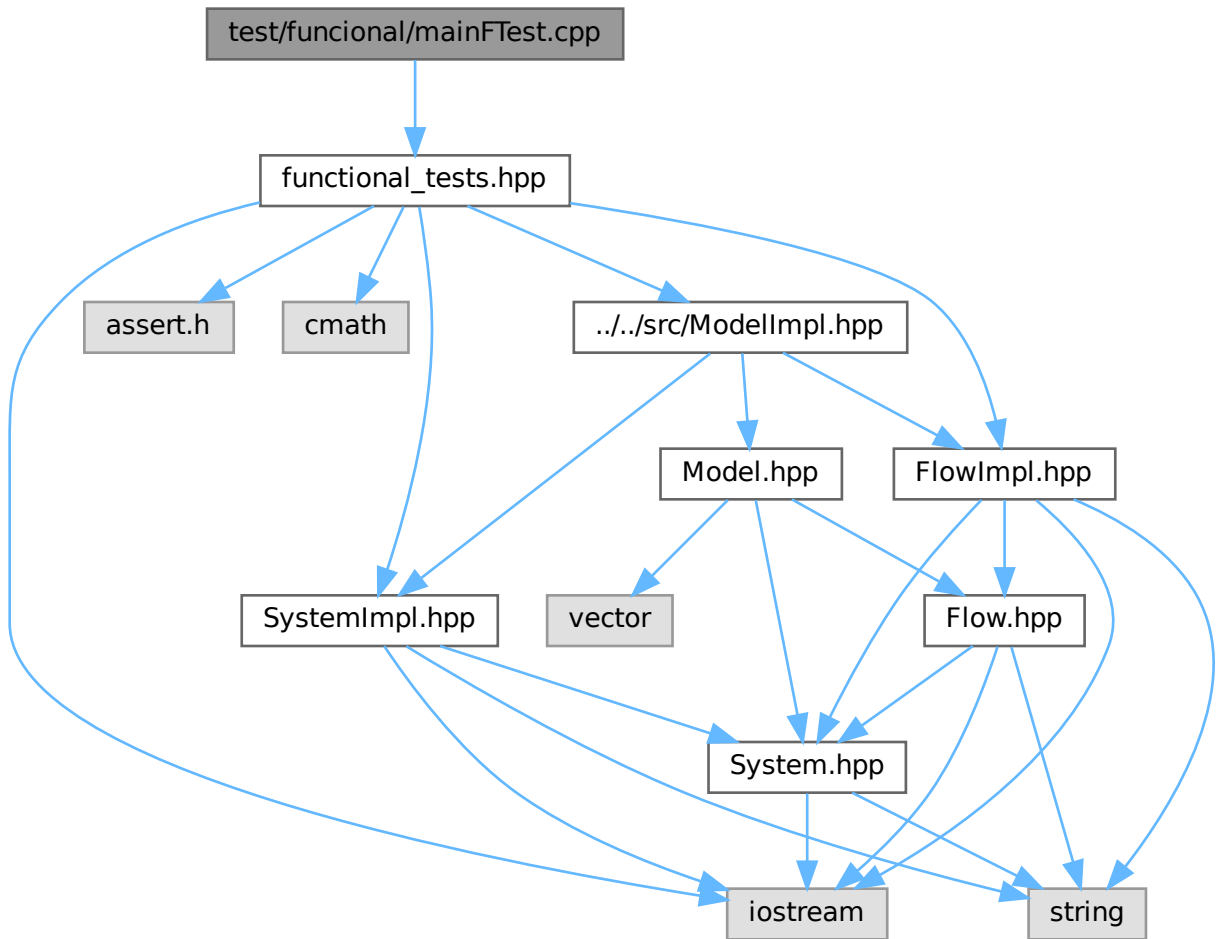 test/funcional/mainFTest.cpp
functional_tests.hpp
assert.h
cmath
../../src/ModelImpl.hpp
Model.hpp
FlowImpl.hpp
SystemImpl.hpp
vector
Flow.hpp
System.hpp
iostream
string